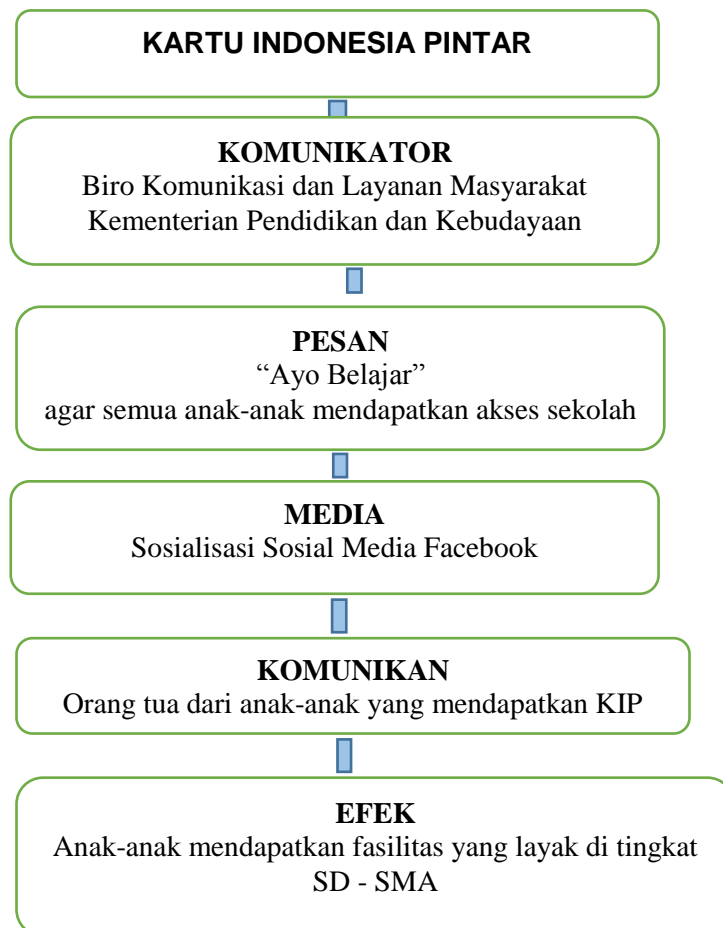 KARTU INDONESIA PINTAR
KOMUNIKATOR
Biro Komunikasi dan Layanan Masyarakat
Kementerian Pendidikan dan Kebudayaan
PESAN
“Ayo Belajar”
agar semua anak-anak mendapatkan akses sekolah
MEDIA
Sosialisasi Sosial Media Facebook
KOMUNIKAN
Orang tua dari anak-anak yang mendapatkan KIP
EFEK
Anak-anak mendapatkan fasilitas yang layak di tingkat
SD - SMA